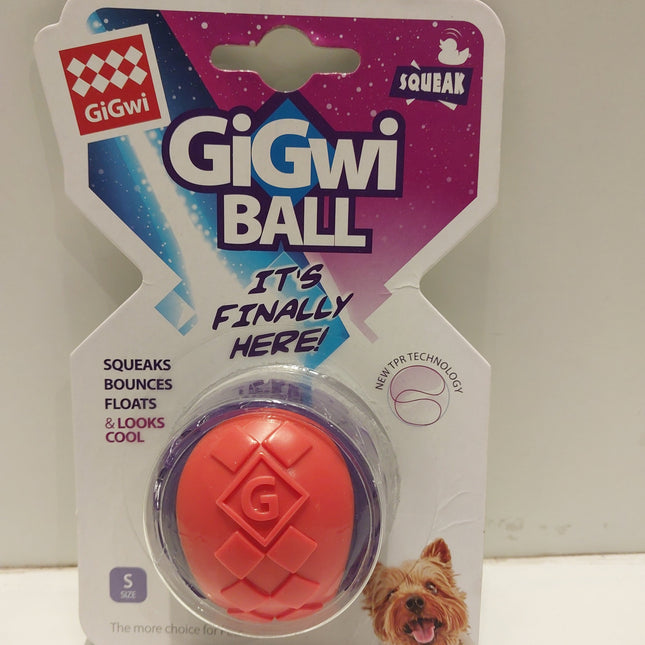 GiGwi
SQUEAK
GiGwi
BALL
IT'S
FINALLY
HERE!
SQUEAKS
BOUNCES
FLOATS
& LOOKS
COOL
NEW TPR TECHNOLOGY
G
S
SIZE
The more choice for